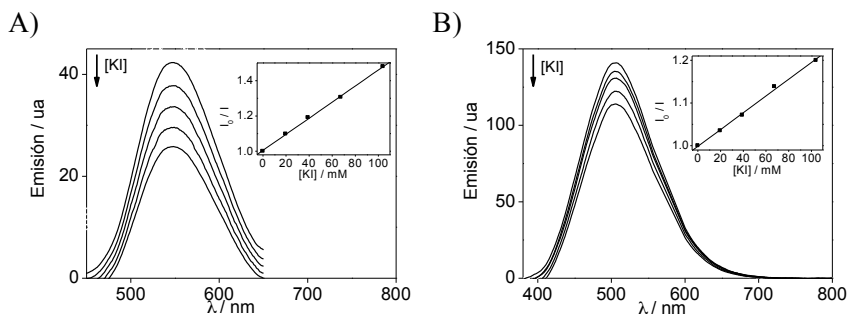 A)
[KI]
Emisión / ua
40
20
0
500 600 700 800
λ/ nm
I₀ / I
1.4
1.2
1.0
0 20 40 60 80 100
[KI] / mM
B)
[KI]
Emisión / ua
150
100
50
0
400 500 600 700 800
λ/ nm
I₀ / I
1.2
1.1
1.0
0 20 40 60 80 100
[KI] / mM